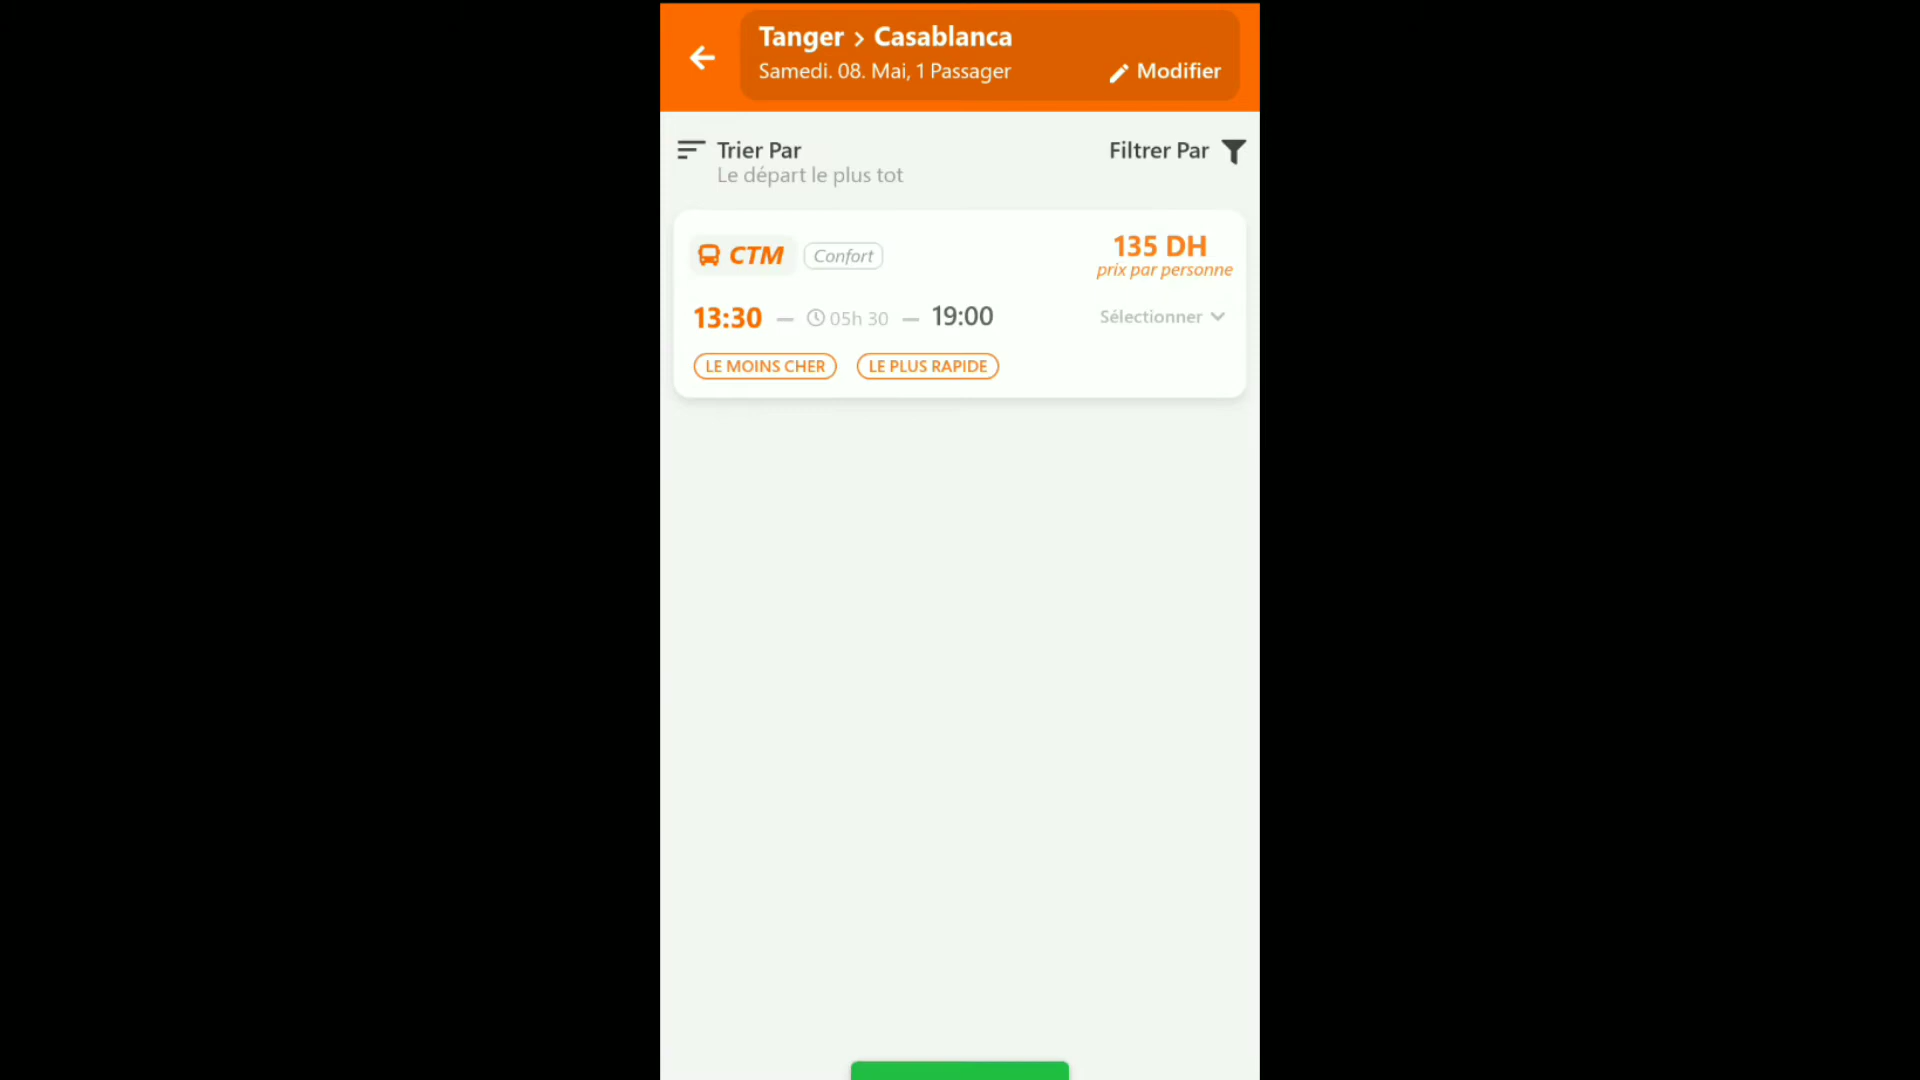 Tanger > Casablanca
Samedi. 08. Mai, 1 Passager
Modifier
Trier Par
Filtrer Par
Le départ le plus tot
CTM Confort
135 DH
prix par personne
13:30 — 05h 30 — 19:00
Sélectionner
LE MOINS CHER
LE PLUS RAPIDE